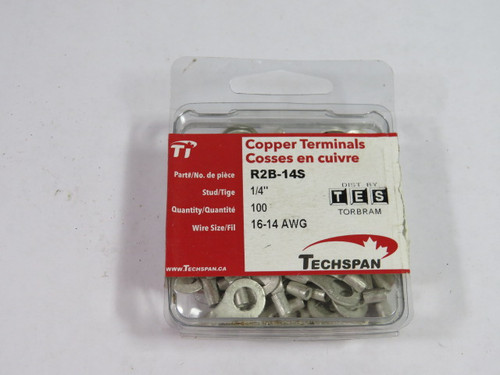 Ti
Copper Terminals
Cosses en cuivre
Part#/No. de pièce R2B-14S
Stud/Tige 1/4"
Quantity/Quantité 100
Wire Size/Fil 16-14 AWG
DIST. BY
TES
TORBRAM
www.Techspan.ca
TECHSPAN